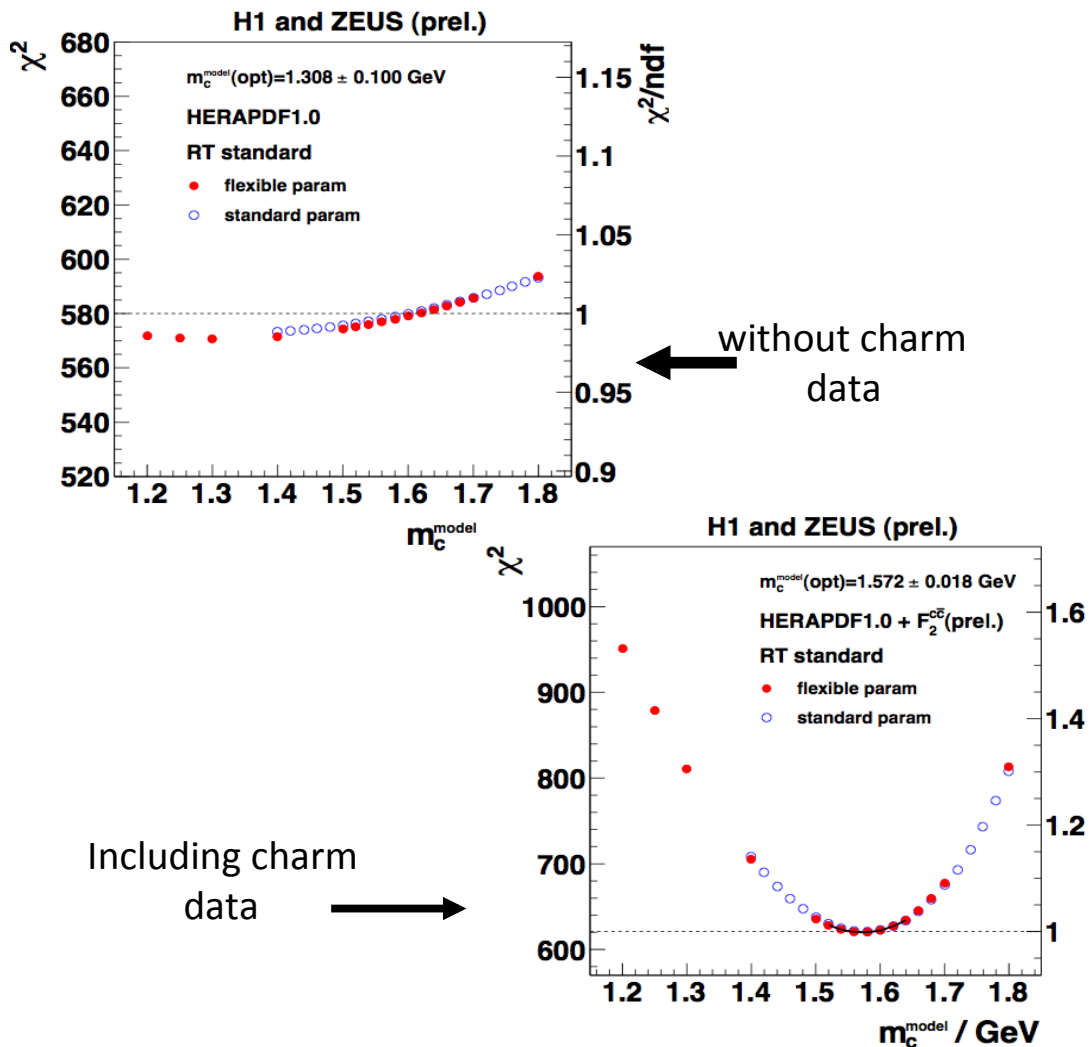 H1 and ZEUS (prel.)
χ²
680
660
640
620
600
580
560
540
520
m_c^model(opt)=1.308 ± 0.100 GeV
HERAPDF1.0
RT standard
flexible param
standard param
χ²/ndf
1.15
1.1
1.05
1
0.95
0.9
1.2 1.3 1.4 1.5 1.6 1.7 1.8
m_c^model
without charm
data
H1 and ZEUS (prel.)
χ²
1000
900
800
700
600
m_c^model(opt)=1.572 ± 0.018 GeV
HERAPDF1.0 + F_2^cc̅(prel.)
RT standard
flexible param
standard param
1.6
1.4
1.2
1
1.2 1.3 1.4 1.5 1.6 1.7 1.8
m_c^model / GeV
Including charm
data